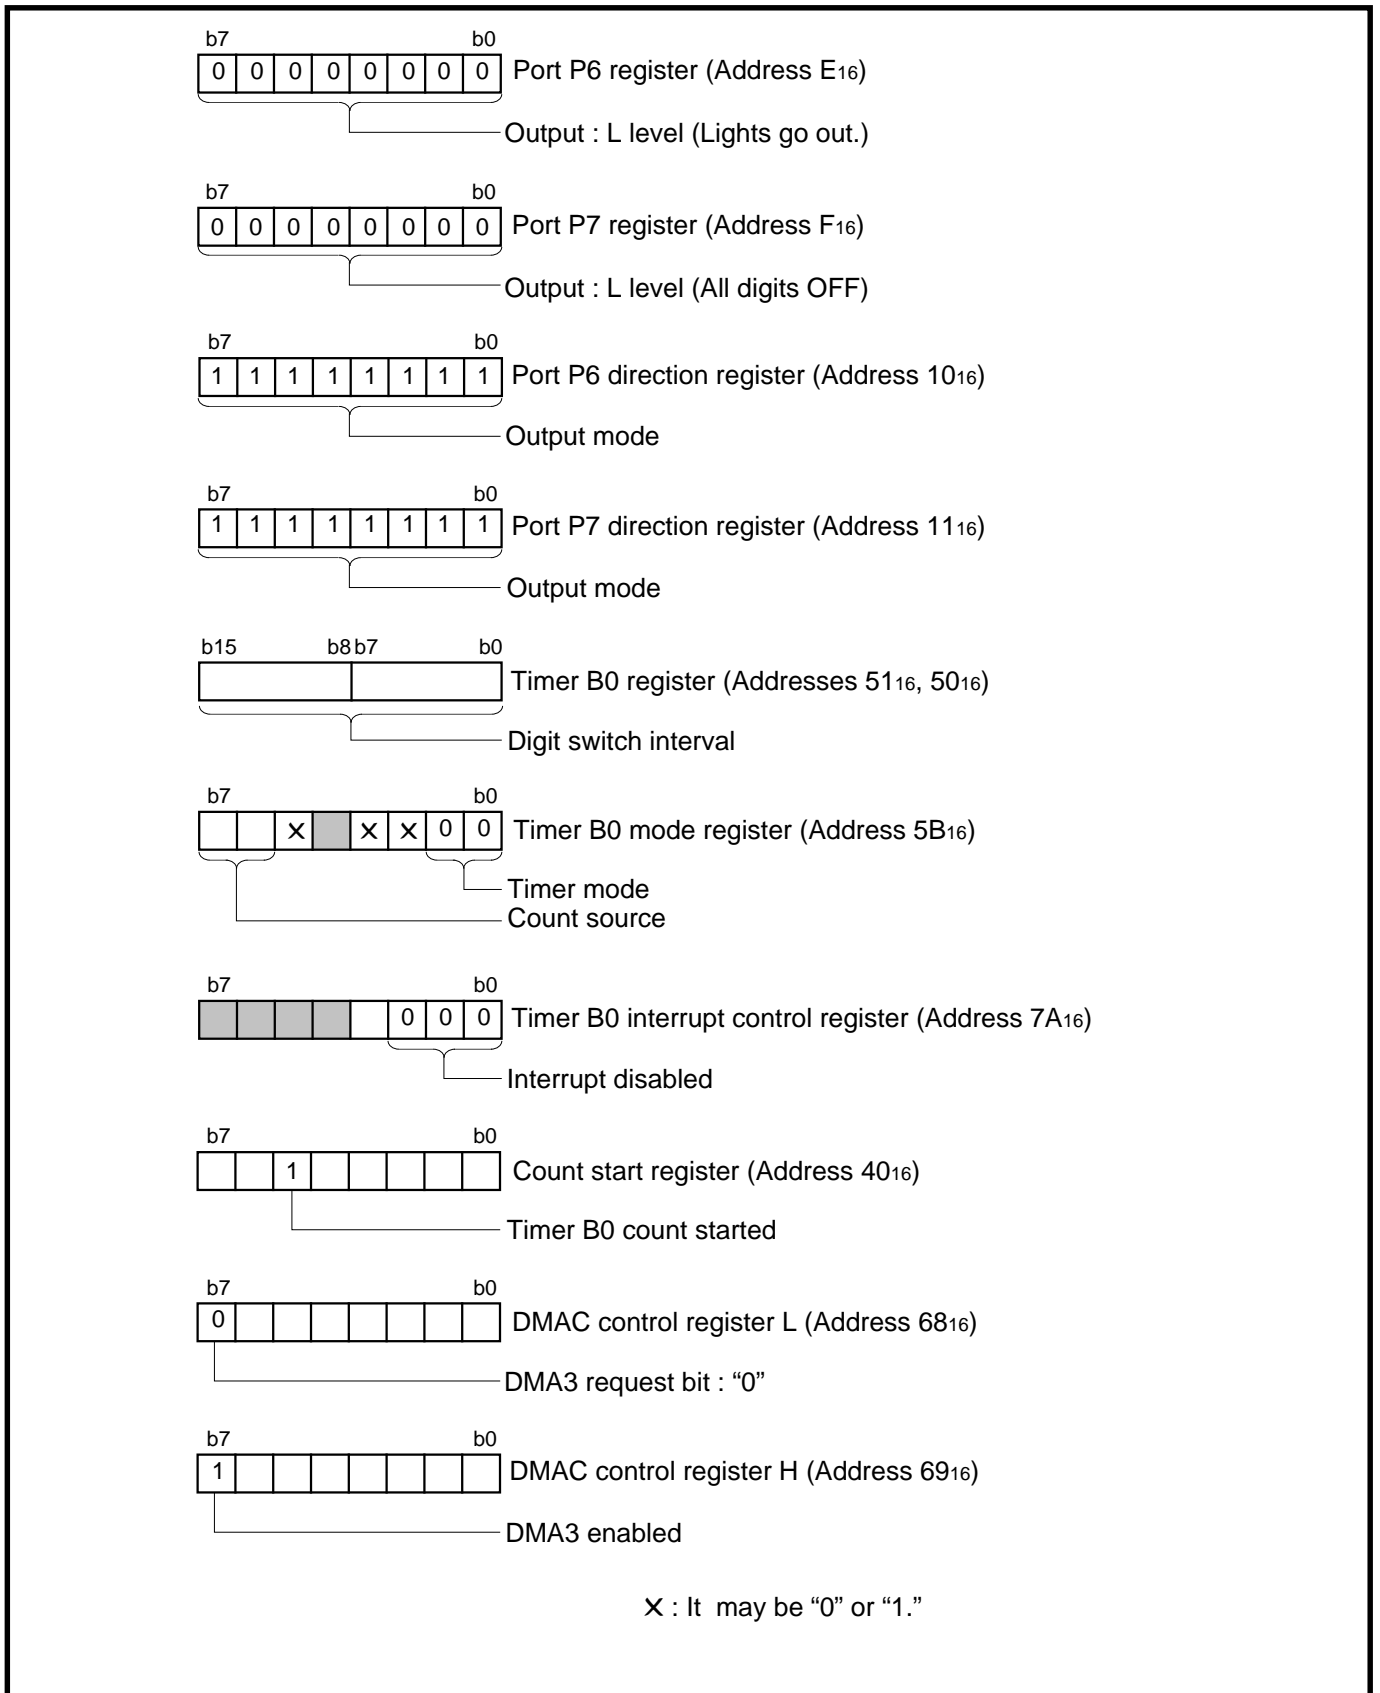 b7 b0
0 0 0 0 0 0 0 0 Port P6 register (Address E16)
Output : L level (Lights go out.)
b7 b0
0 0 0 0 0 0 0 0 Port P7 register (Address F16)
Output : L level (All digits OFF)
b7 b0
1 1 1 1 1 1 1 1 Port P6 direction register (Address 1016)
Output mode
b7 b0
1 1 1 1 1 1 1 1 Port P7 direction register (Address 1116)
Output mode
b15 b8 b7 b0
Timer B0 register (Addresses 5116, 5016)
Digit switch interval
b7 b0
X X X 0 0 Timer B0 mode register (Address 5B16)
Timer mode
Count source
b7 b0
0 0 0 Timer B0 interrupt control register (Address 7A16)
Interrupt disabled
b7 b0
1 Count start register (Address 4016)
Timer B0 count started
b7 b0
0 DMAC control register L (Address 6816)
DMA3 request bit : “0”
b7 b0
1 DMAC control register H (Address 6916)
DMA3 enabled
X : It may be “0” or “1.”